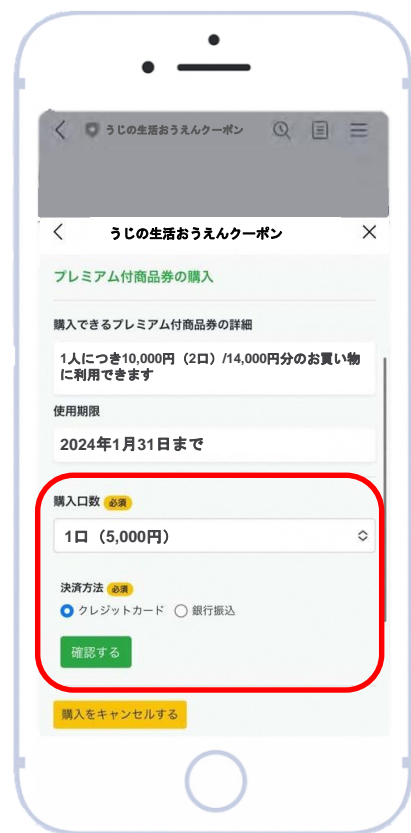 うじの生活おうえんクーポン
うじの生活おうえんクーポン
プレミアム付商品券の購入
購入できるプレミアム付商品券の詳細
1人につき10,000円（2口）/14,000円分のお買い物
に利用できます
使用期限
2024年1月31日まで
購入口数 必須
1口（5,000円）
決済方法 必須
クレジットカード 銀行振込
確認する
購入をキャンセルする